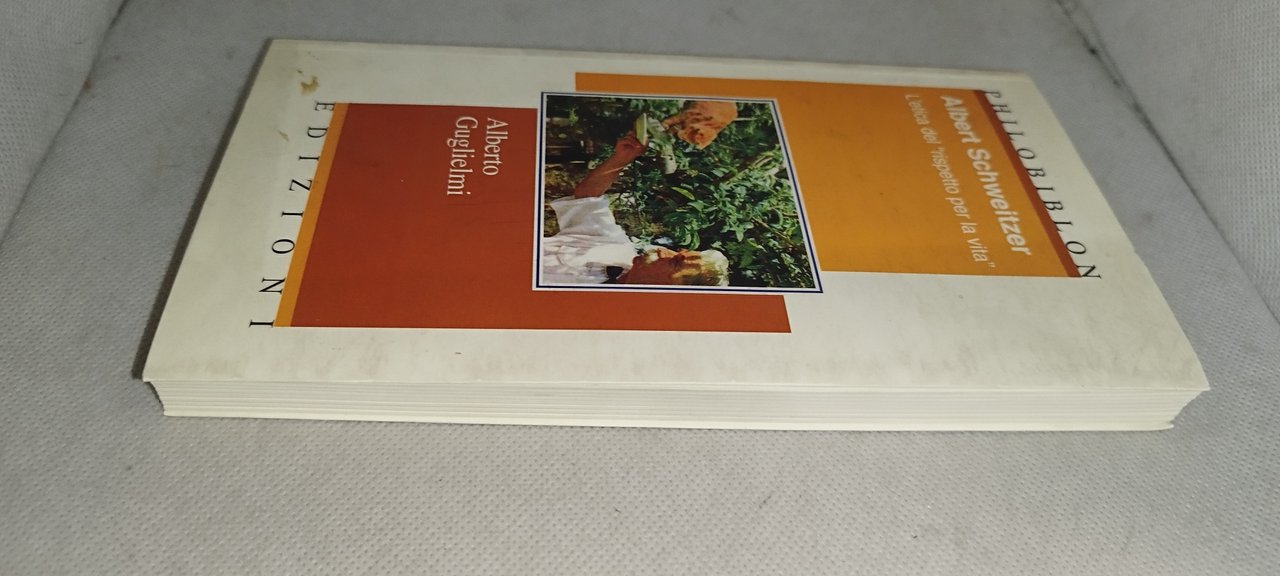 PHILOBIBLON
Albert Schweitzer
L'etica del "rispetto per la vita"
Alberto
Guglielmi
EDIZIONI